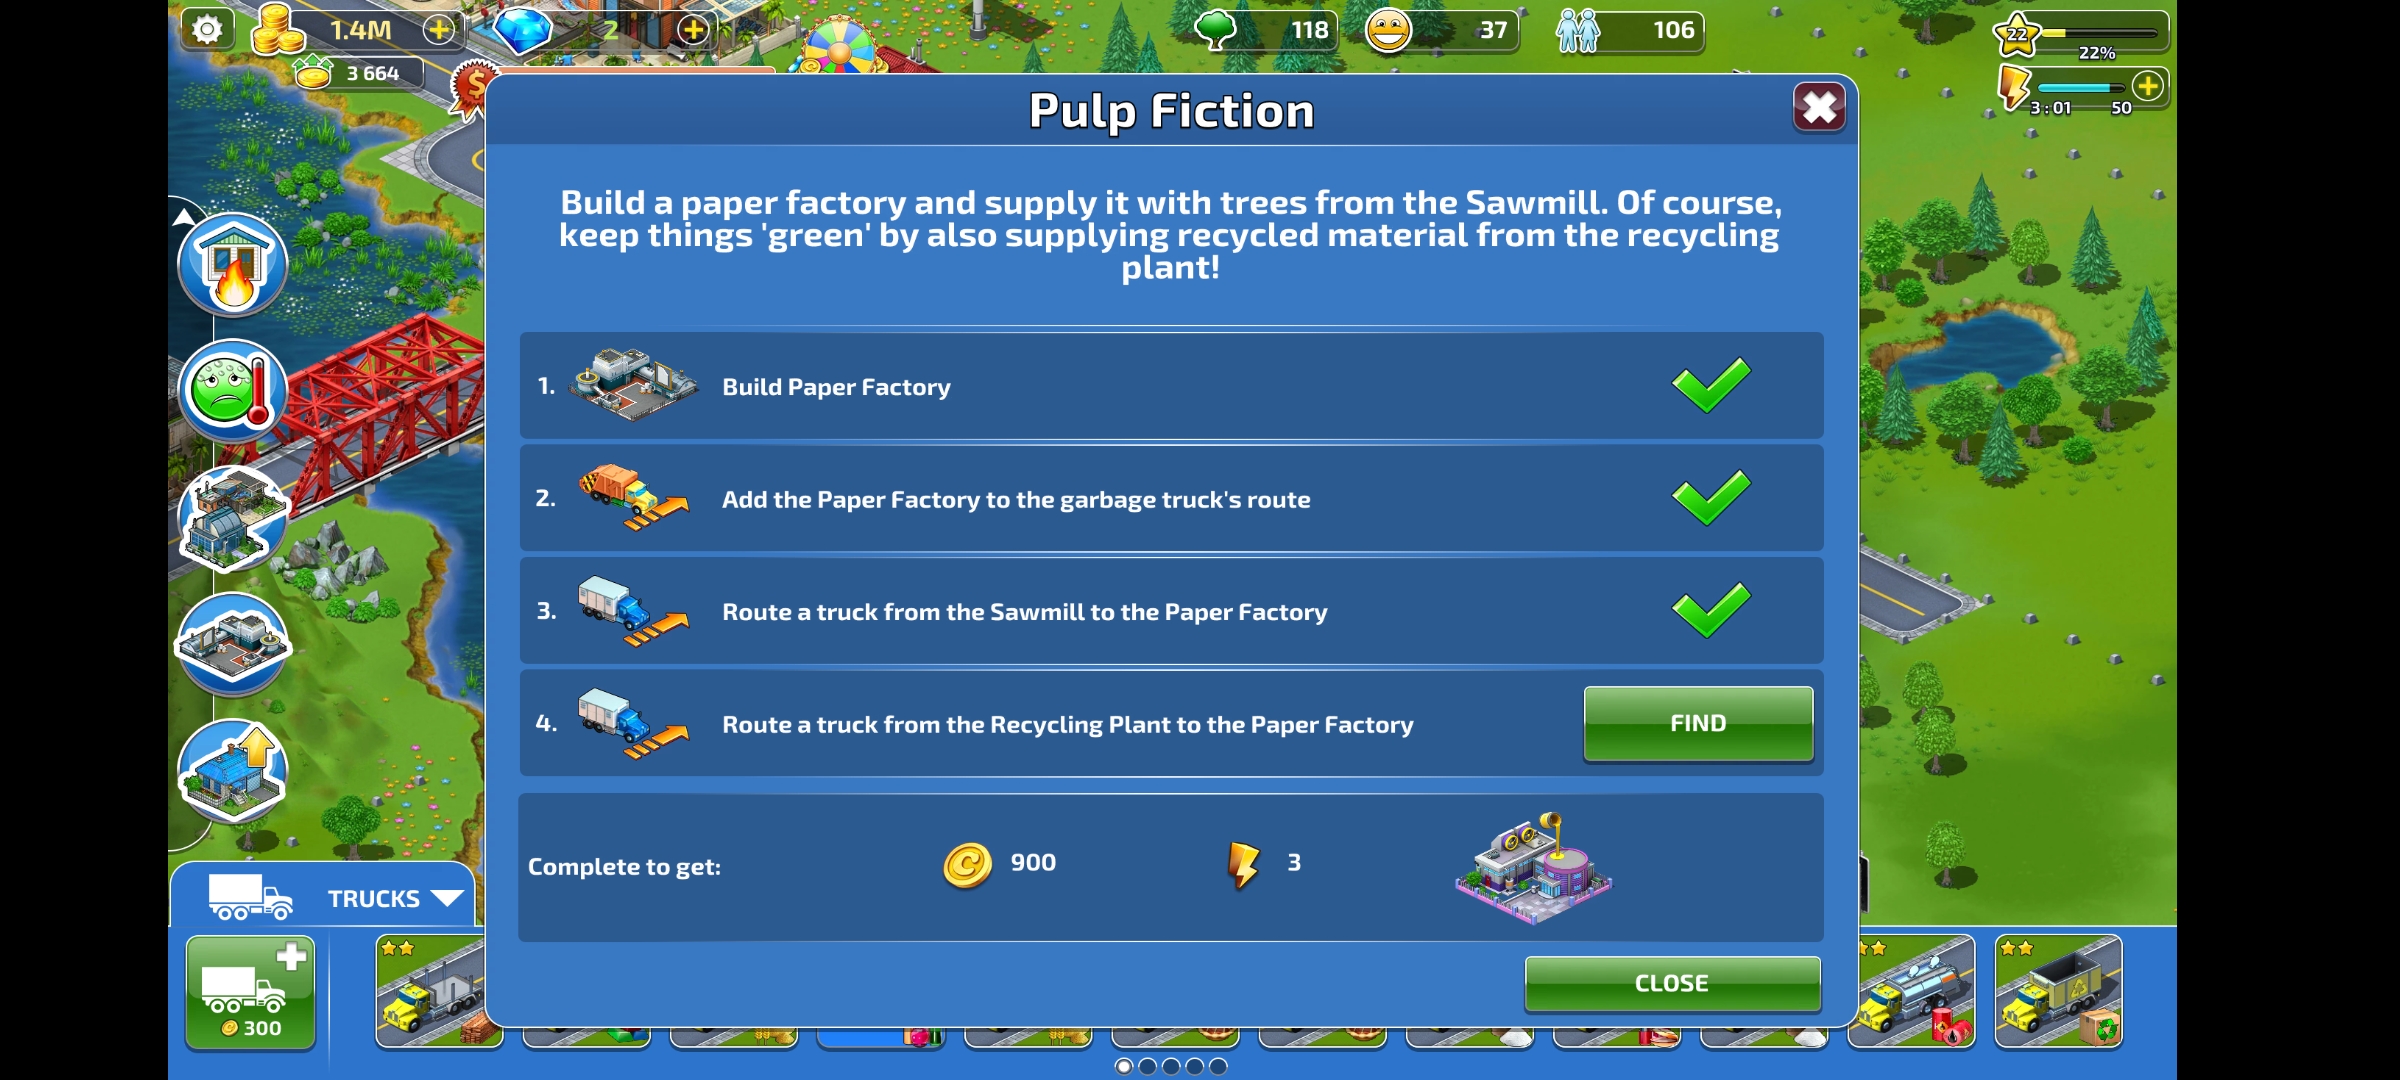 1.4M
2
118
37
106
22
22%
3 664
3:01
50
Pulp Fiction
Build a paper factory and supply it with trees from the Sawmill. Of course,
keep things 'green' by also supplying recycled material from the recycling
plant!
1. Build Paper Factory
2. Add the Paper Factory to the garbage truck's route
3. Route a truck from the Sawmill to the Paper Factory
4. Route a truck from the Recycling Plant to the Paper Factory
FIND
Complete to get:
900
3
TRUCKS
CLOSE
300